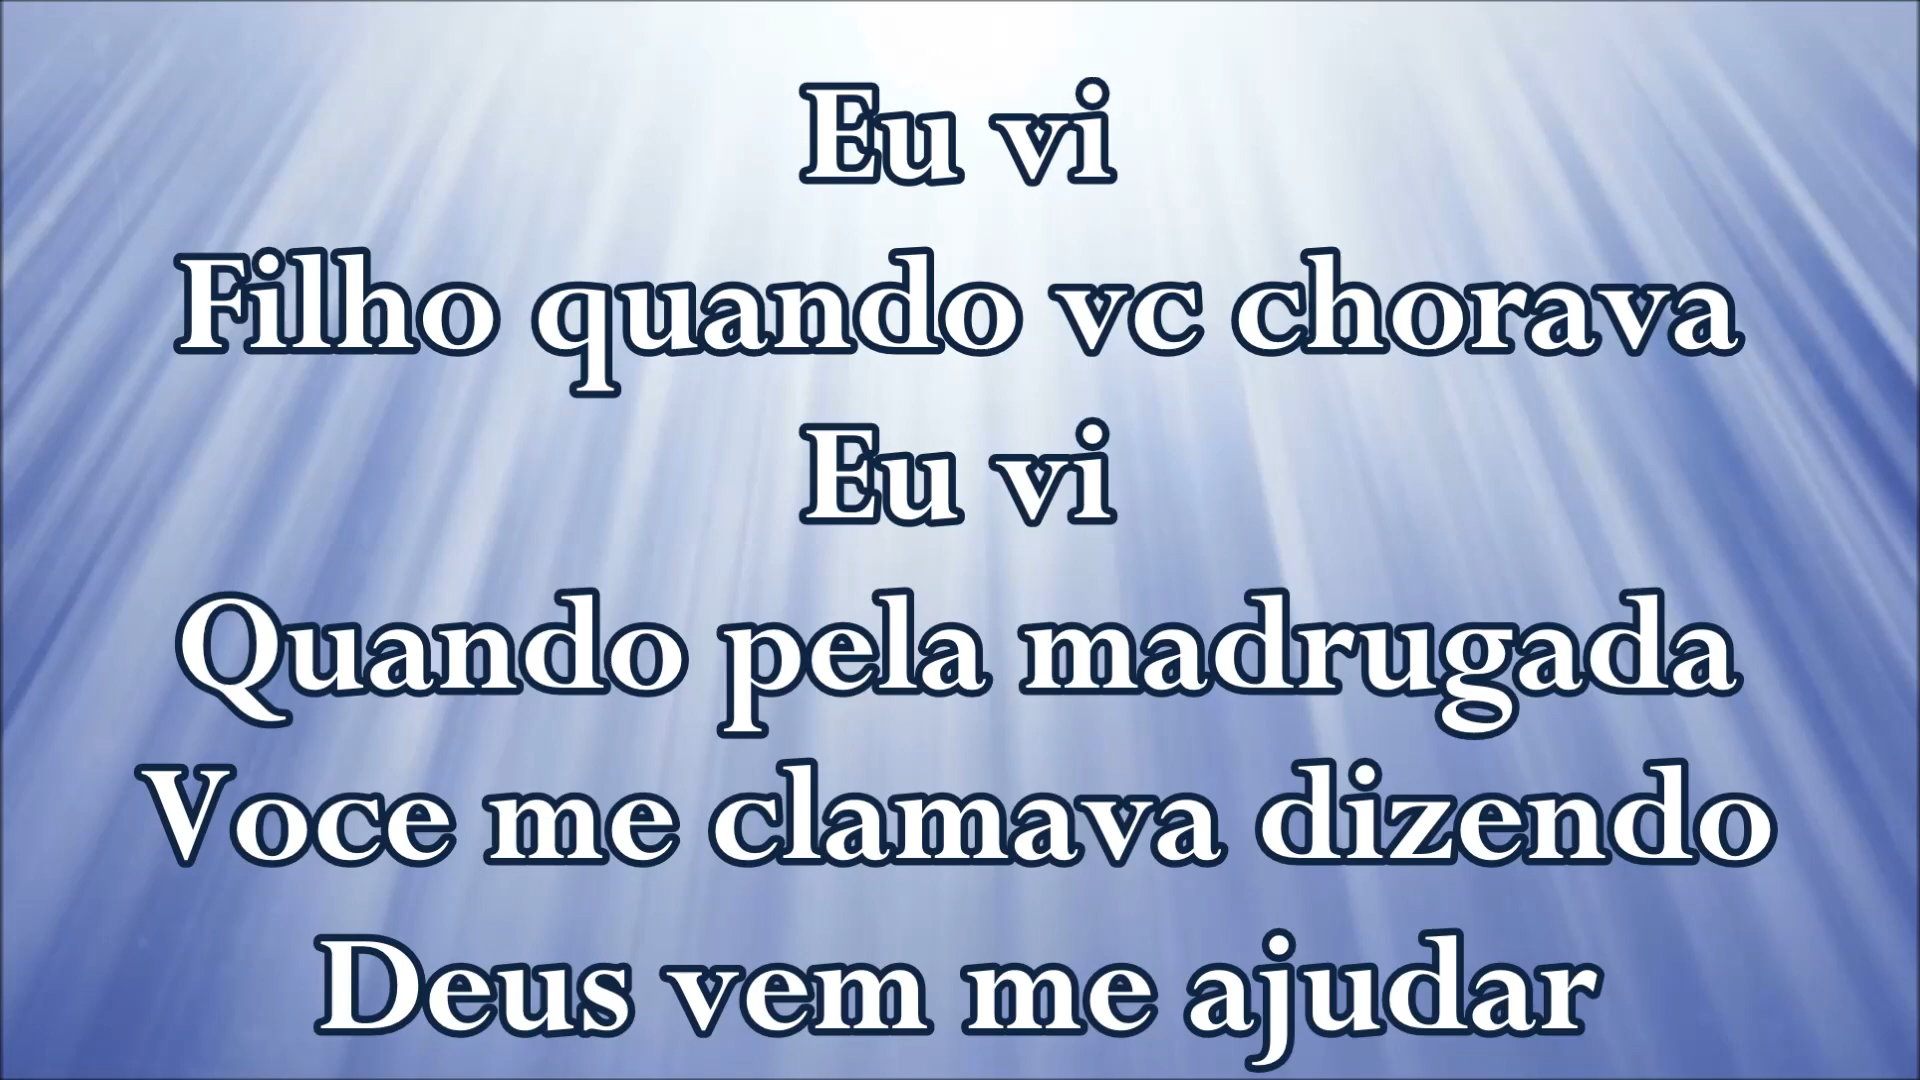 Eu vi
Filho quando vc chorava
Eu vi
Quando pela madrugada
Voce me clamava dizendo
Deus vem me ajudar